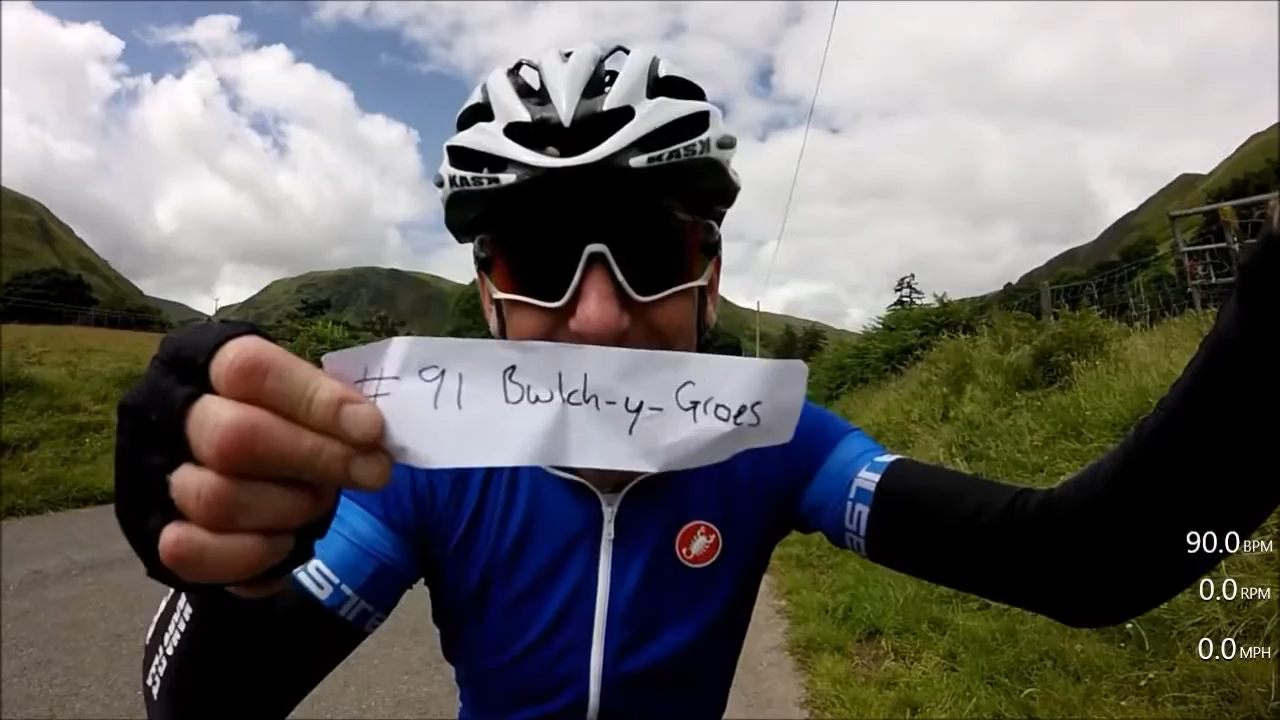 KASK KASK
# 91 Bwlch-y-Groes
90.0 BPM
0.0 RPM
0.0 MPH